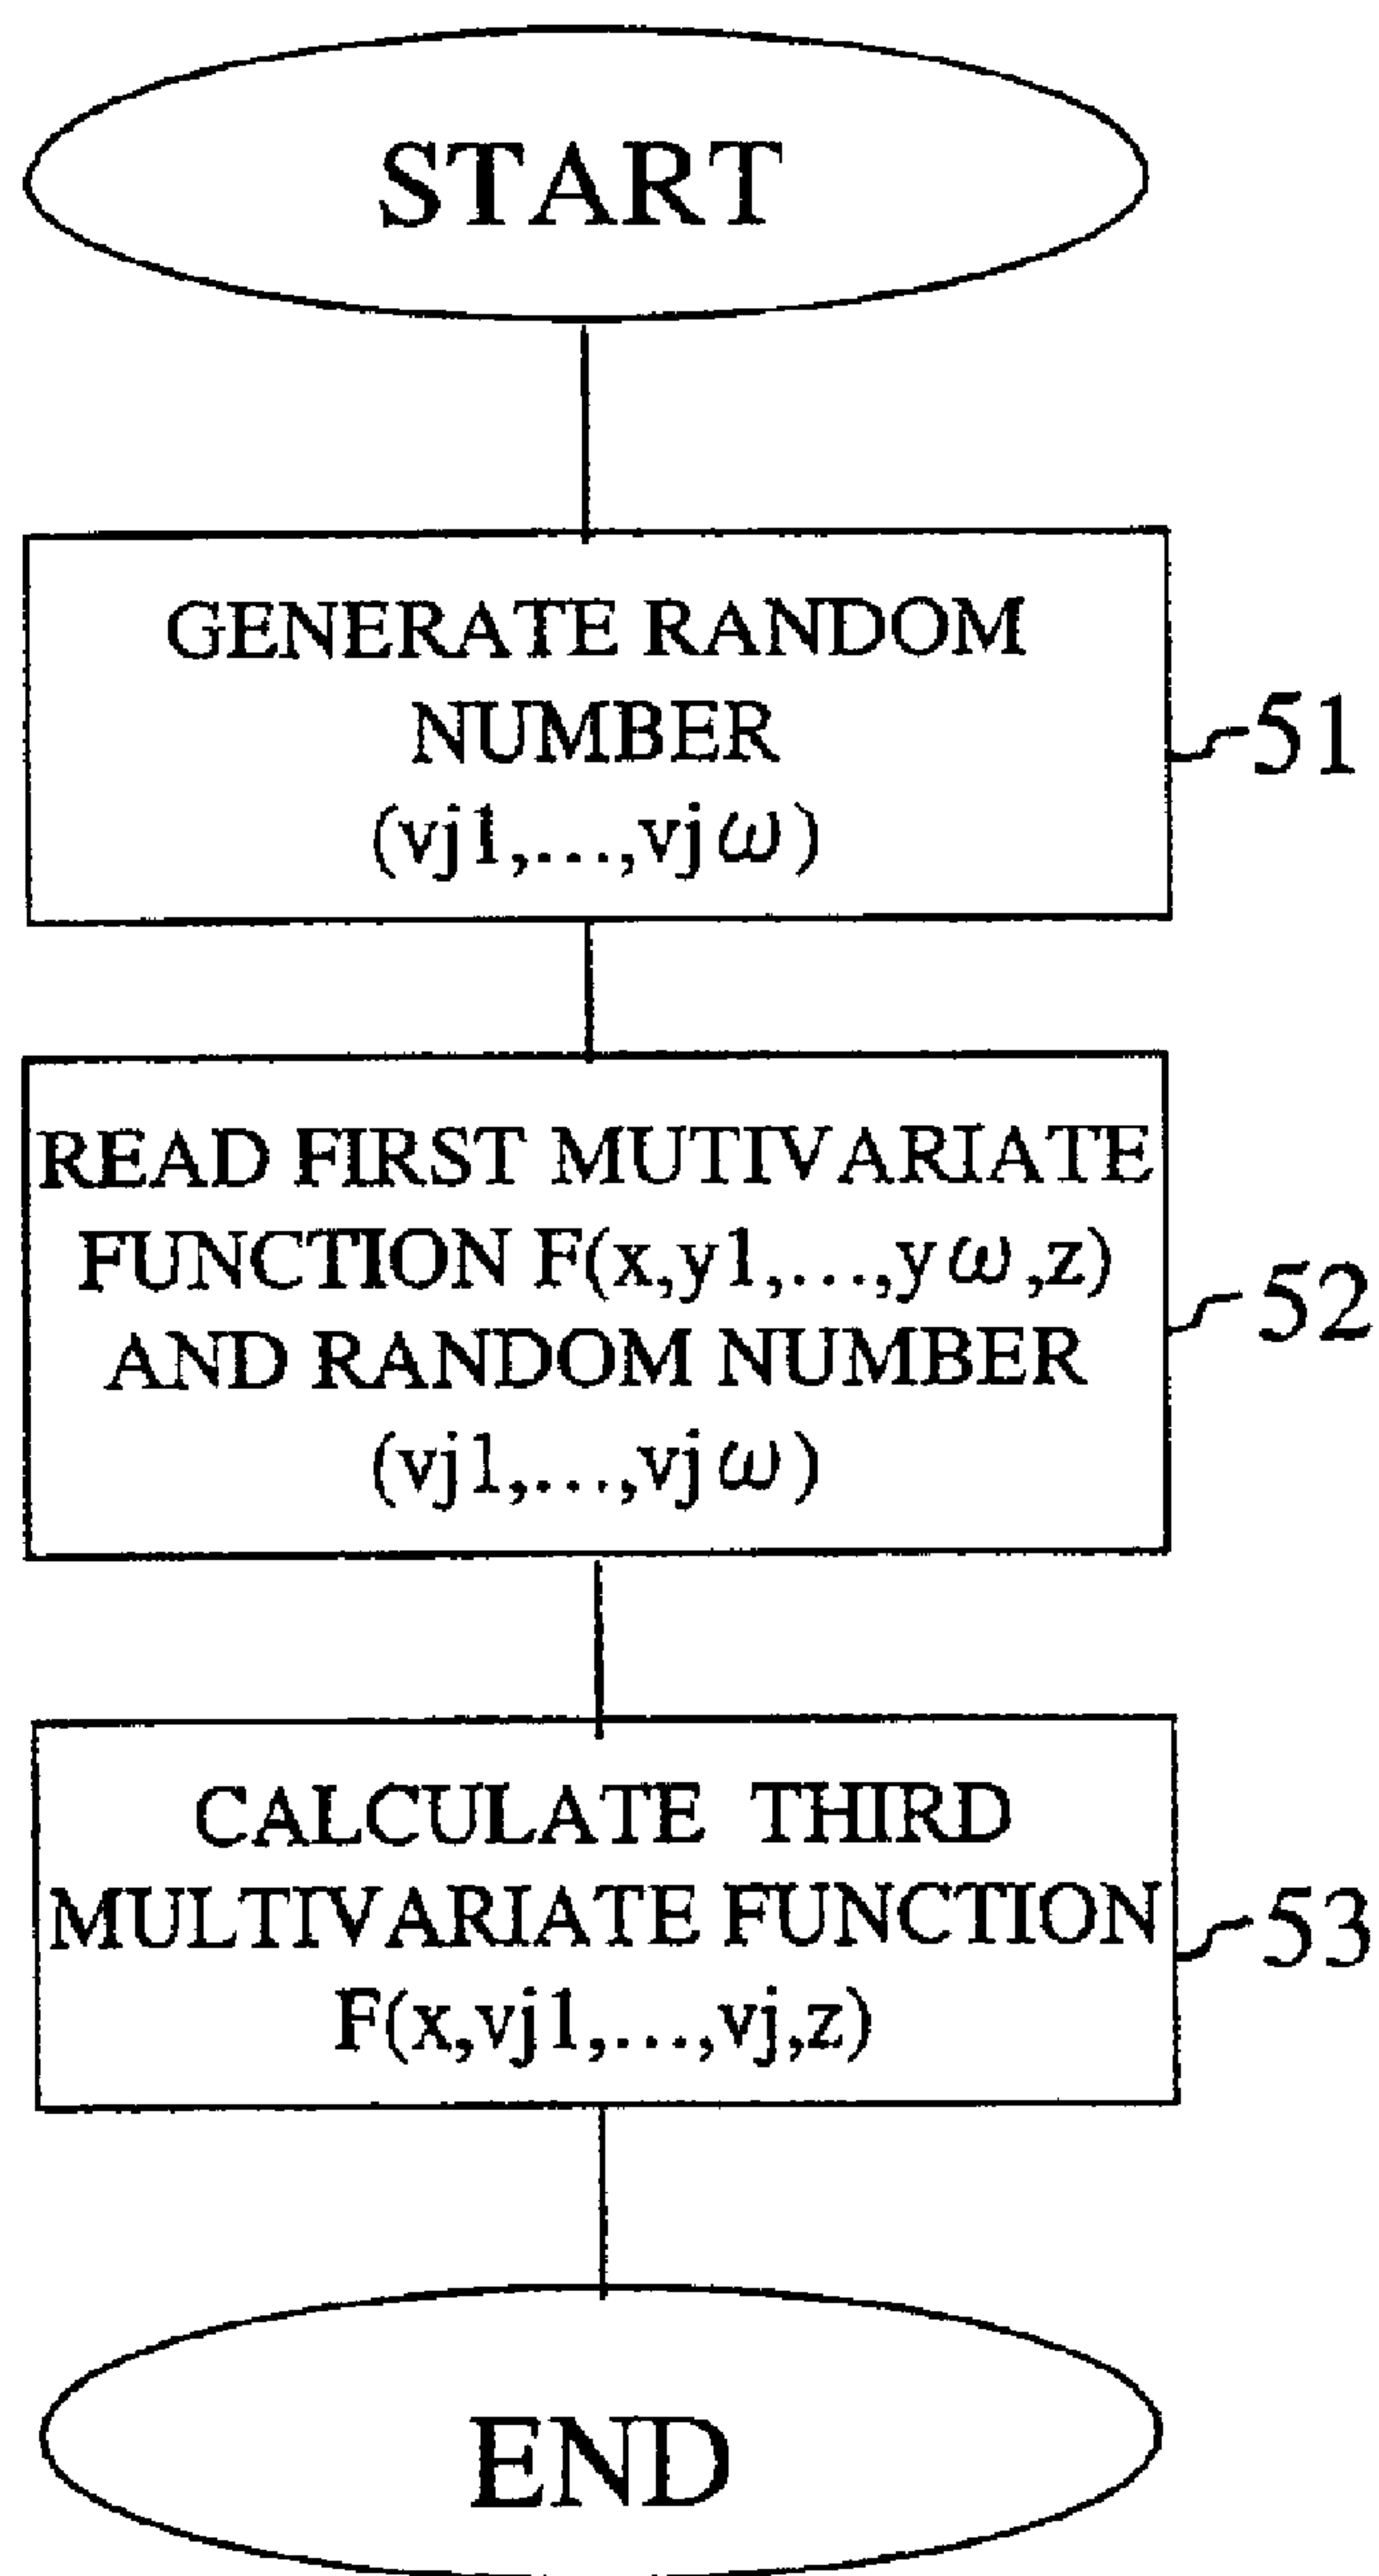 START
GENERATE RANDOM
NUMBER
(vj1,...,vjω)
51
READ FIRST MUTIVARIATE
FUNCTION F(x,y1,...,yω,z)
AND RANDOM NUMBER
(vj1,...,vjω)
52
CALCULATE THIRD
MULTIVARIATE FUNCTION
F(x,vj1,...,vj,z)
53
END